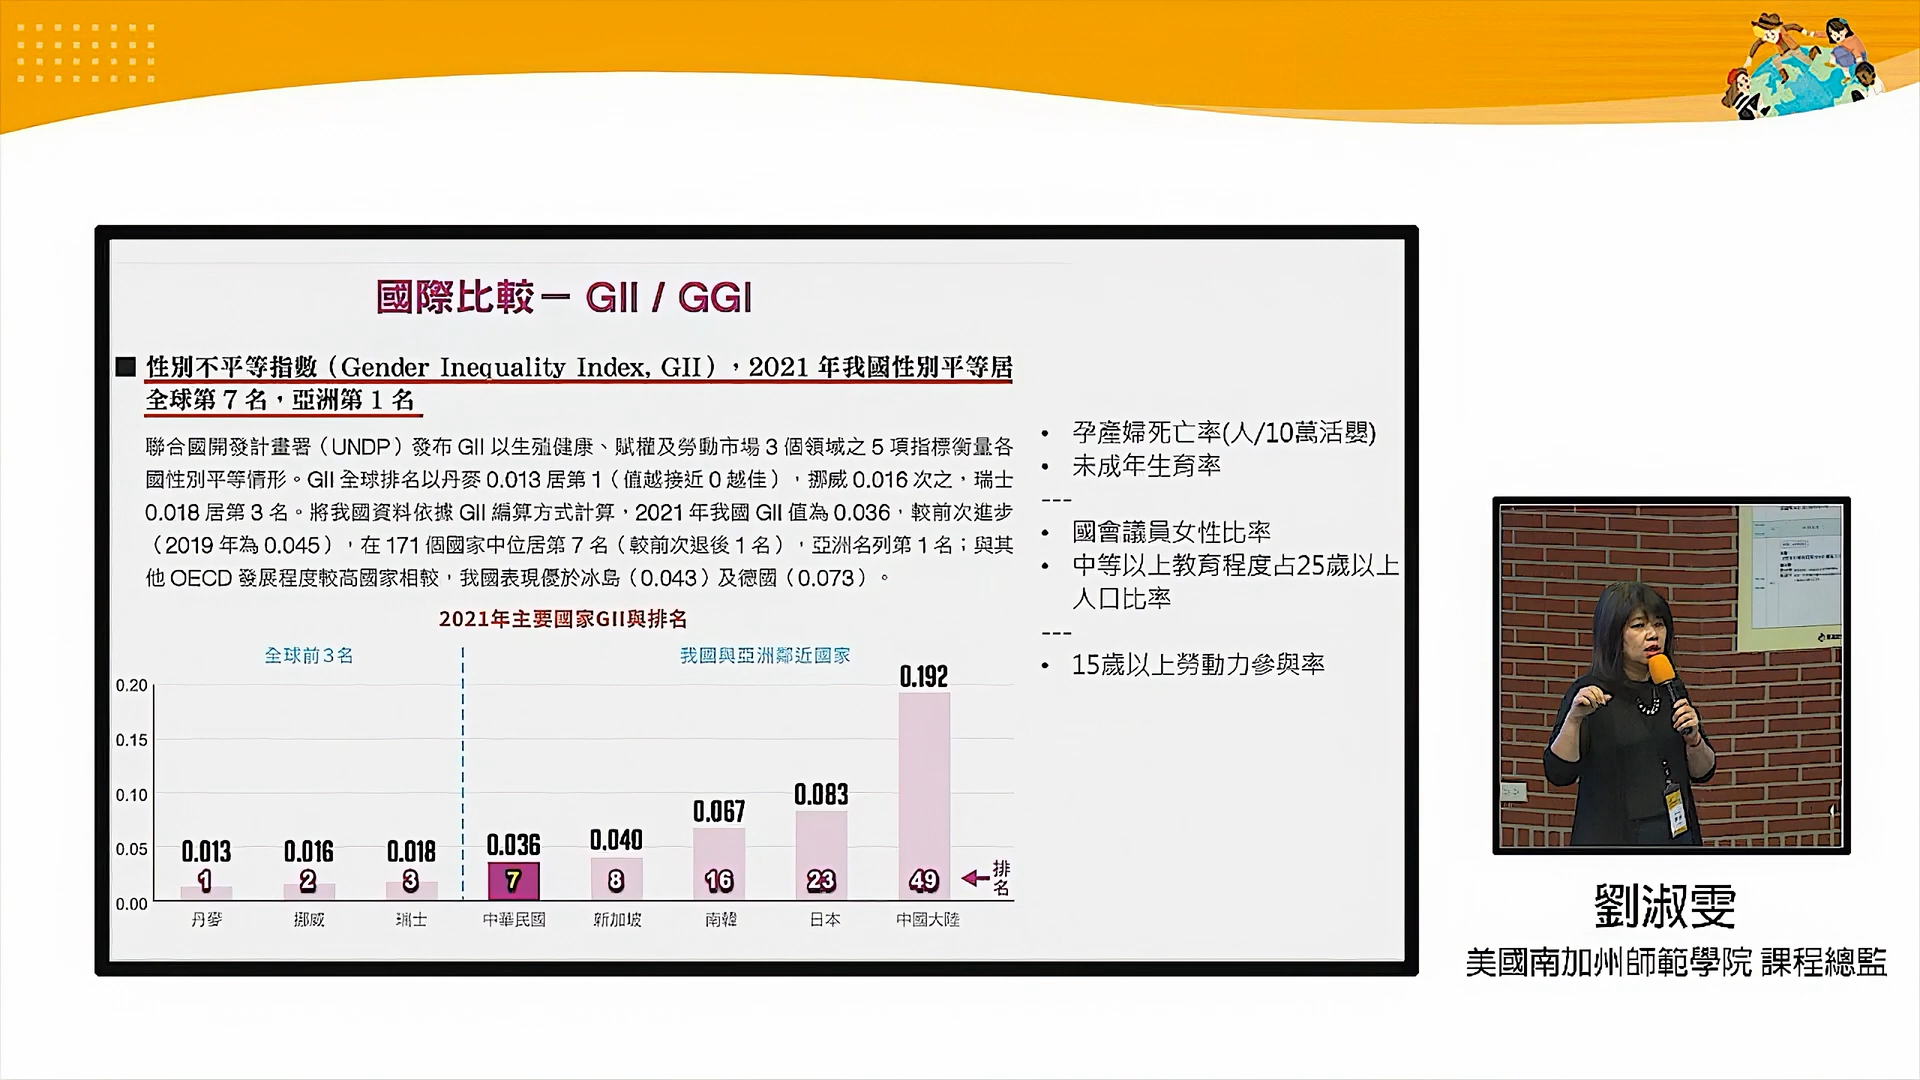 國際比較－ GII / GGI
■ 性別不平等指數（Gender Inequality Index, GII），2021 年我國性別平等居
全球第 7 名，亞洲第 1 名
聯合國開發計畫署（UNDP）發布 GII 以生殖健康、賦權及勞動市場 3 個領域之 5 項指標衡量各
國性別平等情形。GII 全球排名以丹麥 0.013 居第 1（值越接近 0 越佳），挪威 0.016 次之，瑞士
0.018 居第 3 名。將我國資料依據 GII 編算方式計算，2021 年我國 GII 值為 0.036，較前次進步
（2019 年為 0.045），在 171 個國家中位居第 7 名（較前次退後 1 名），亞洲名列第 1 名；與其
他 OECD 發展程度較高國家相較，我國表現優於冰島（0.043）及德國（0.073）。
2021年主要國家GII與排名
全球前3名
我國與亞洲鄰近國家
0.20
0.15
0.10
0.05
0.00
0.013
0.016
0.018
0.036
0.040
0.067
0.083
0.192
1
2
3
7
8
16
23
49
排名
丹麥
挪威
瑞士
中華民國
新加坡
南韓
日本
中國大陸
• 孕產婦死亡率(人/10萬活嬰)
• 未成年生育率
---
• 國會議員女性比率
• 中等以上教育程度占25歲以上
人口比率
---
• 15歲以上勞動力參與率
劉淑雯
美國南加州師範學院 課程總監